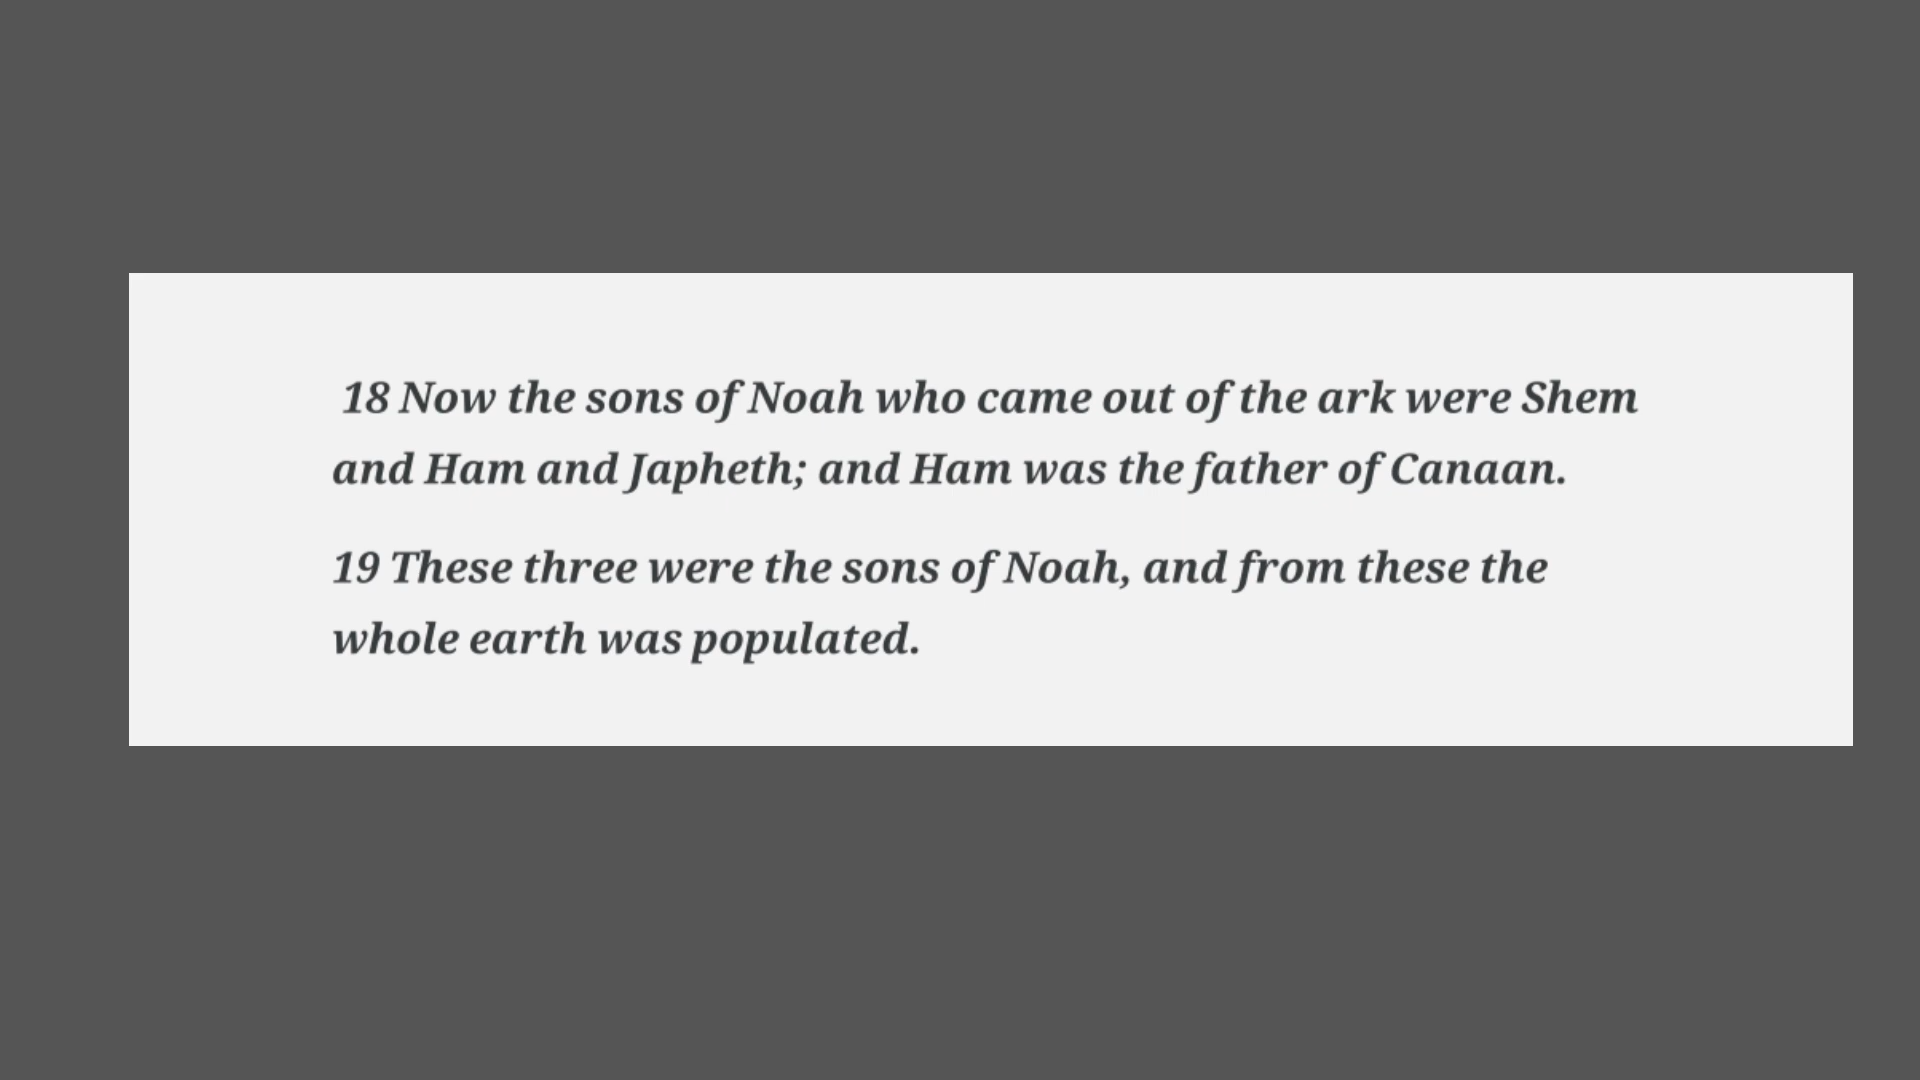 18 Now the sons of Noah who came out of the ark were Shem
and Ham and Japheth; and Ham was the father of Canaan.
19 These three were the sons of Noah, and from these the
whole earth was populated.